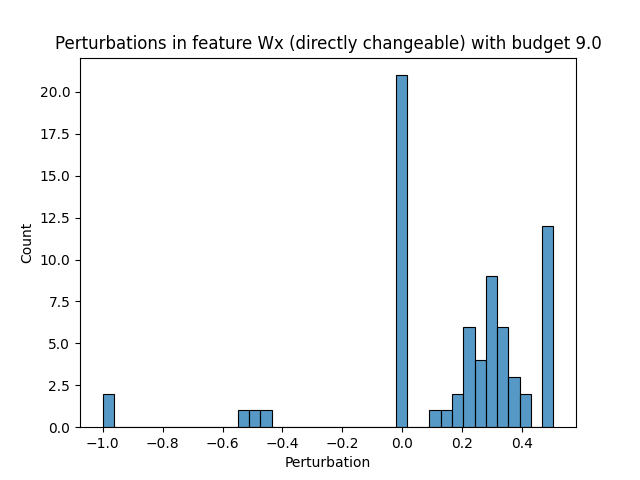 Perturbations in feature Wx (directly changeable) with budget 9.0
20.0
17.5
15.0
12.5
10.0
7.5
5.0
2.5
0.0
Count
−1.0 −0.8 −0.6 −0.4 −0.2 0.0 0.2 0.4
Perturbation